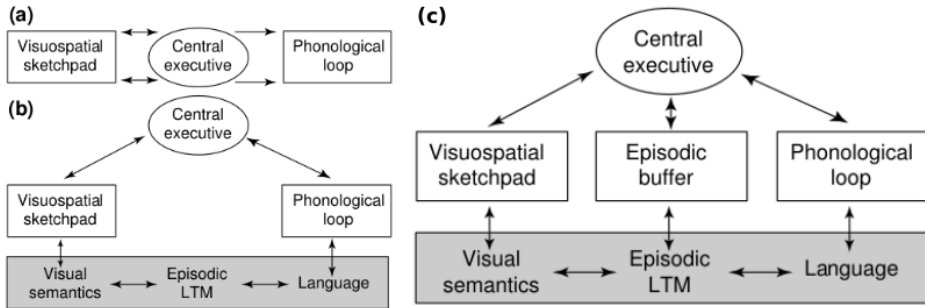 (a)
Visuospatial
sketchpad
Central
executive
Phonological
loop
(b)
Central
executive
Visuospatial
sketchpad
Phonological
loop
Visual
semantics
Episodic
LTM
Language
(c)
Central
executive
Visuospatial
sketchpad
Episodic
buffer
Phonological
loop
Visual
semantics
Episodic
LTM
Language